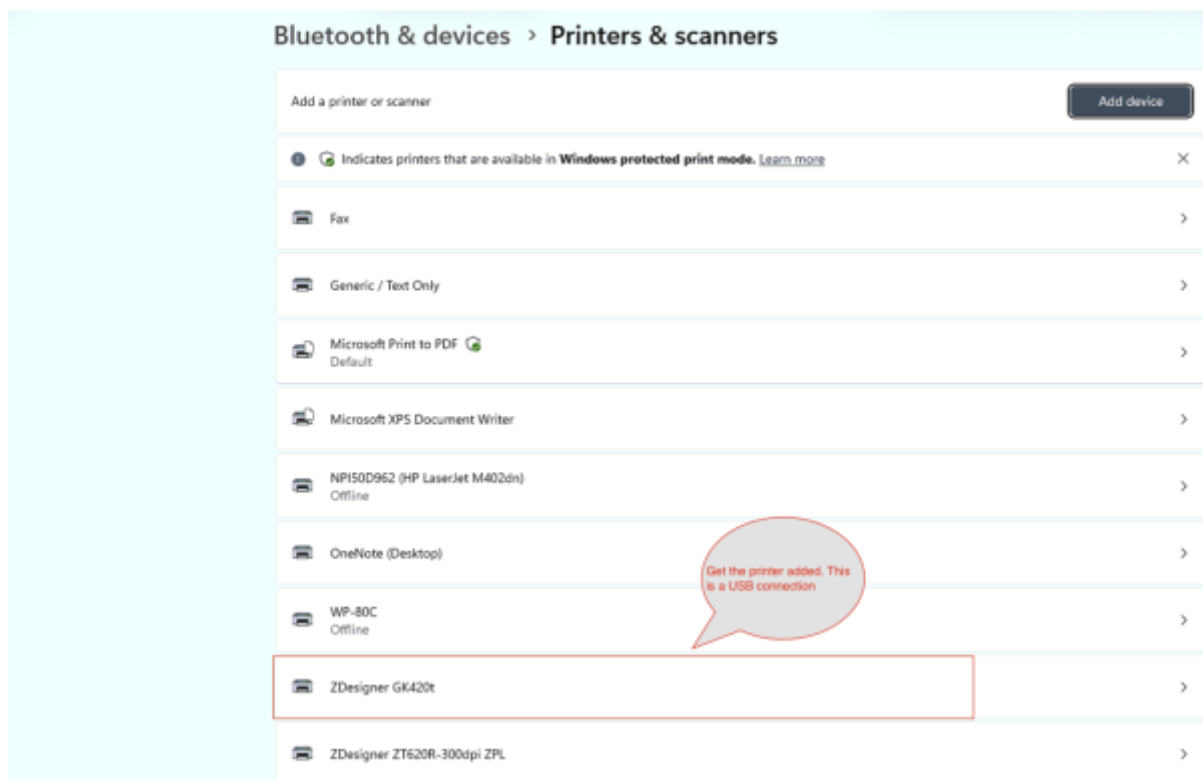 Bluetooth & devices > Printers & scanners
Add a printer or scanner
Add device
Indicates printers that are available in Windows protected print mode. Learn more
Fax
Generic / Text Only
Microsoft Print to PDF
Default
Microsoft XPS Document Writer
NPI50D962 (HP LaserJet M402dn)
Offline
OneNote (Desktop)
Get the printer added. This
is a USB connection
WP-80C
Offline
ZDesigner GK420t
ZDesigner ZT620R-300dpi ZPL